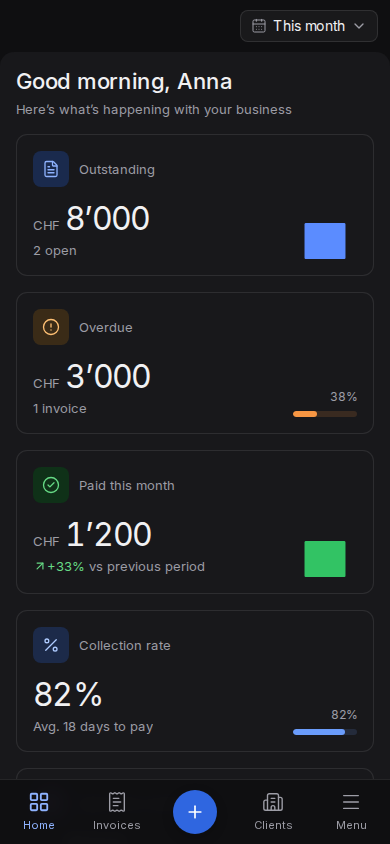 This month
Good morning, Anna
Here’s what’s happening with your business
Outstanding
CHF 8’000
2 open
Overdue
CHF 3’000
1 invoice
38%
Paid this month
CHF 1’200
+33% vs previous period
Collection rate
82%
Avg. 18 days to pay
82%
Home
Invoices
Clients
Menu